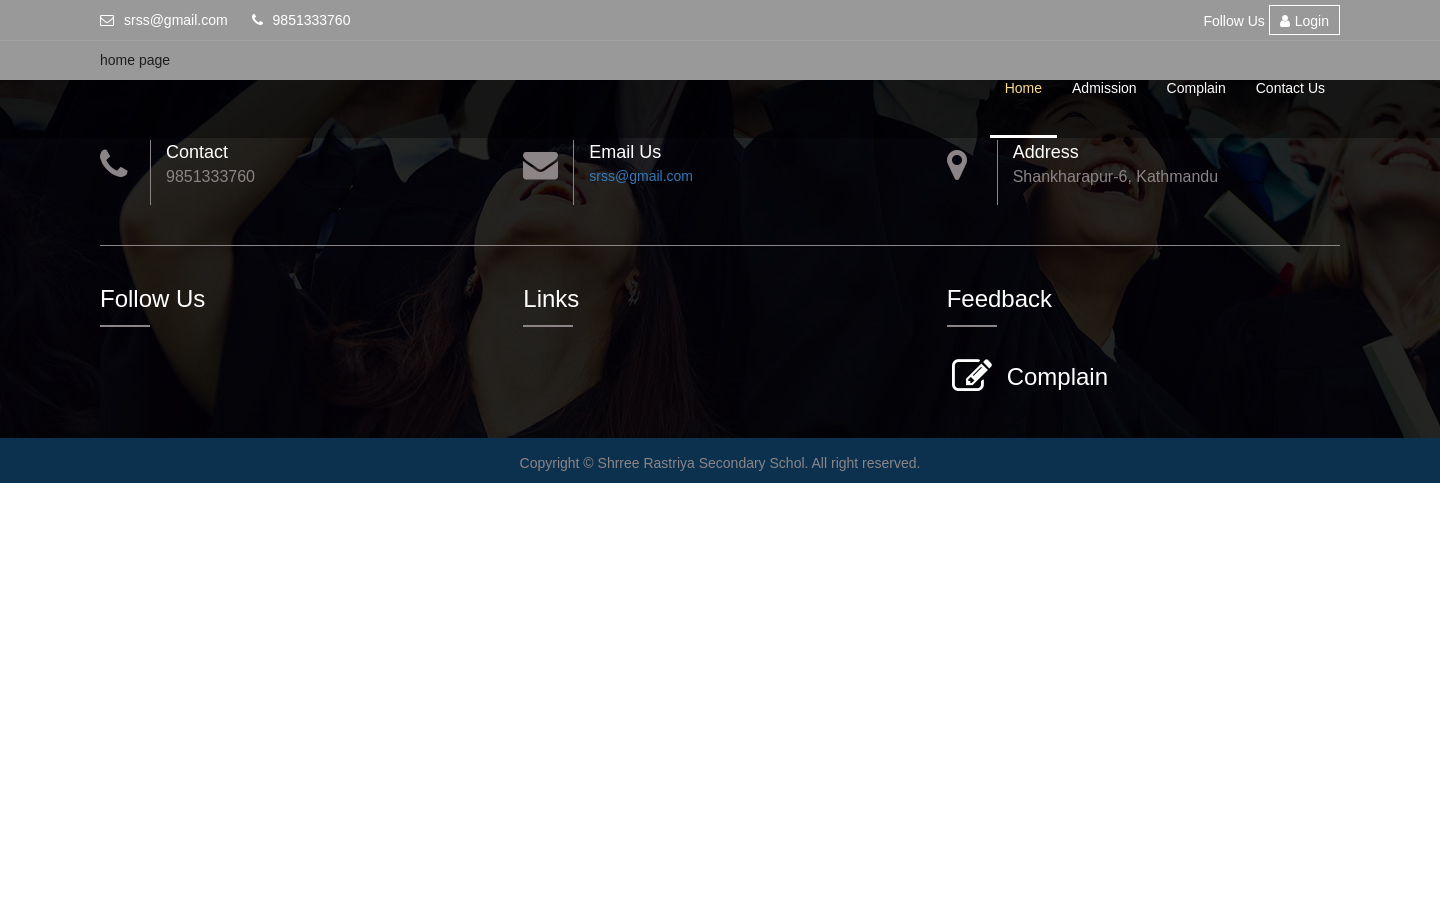 srss@gmail.com 9851333760 Follow Us Login
home page
Home Admission Complain Contact Us
Contact
9851333760
Email Us
srss@gmail.com
Address
Shankharapur-6, Kathmandu
Follow Us
Links
Feedback
Complain
Copyright © Shrree Rastriya Secondary Schol. All right reserved.